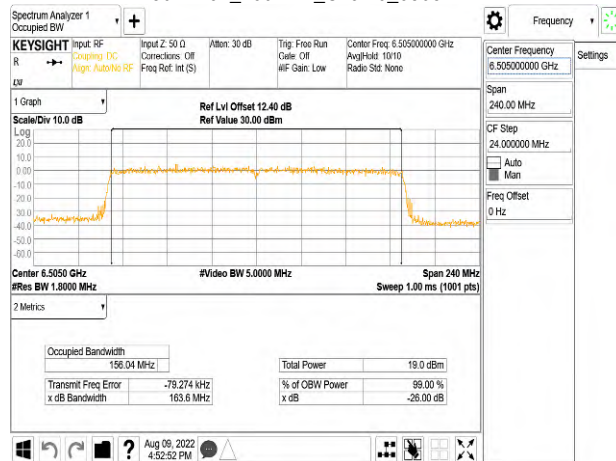 Spectrum Analyzer 1
Occupied BW
Frequency
KEYSIGHT
Input: RF
Coupling: DC
Align: Auto/No RF
Input Z: 50 Ω
Corrections: Off
Freq Ref: Int (S)
Atten: 30 dB
Trig: Free Run
Gate: Off
#IF Gain: Low
Center Freq: 6.505000000 GHz
Avg|Hold: 10/10
Radio Std: None
R
Center Frequency
6.505000000 GHz
Settings
Span
240.00 MHz
CF Step
24.000000 MHz
Auto
Man
Freq Offset
0 Hz
1 Graph
Ref Lvl Offset 12.40 dB
Scale/Div 10.0 dB
Ref Value 30.00 dBm
Log
20.0
10.0
0.00
-10.0
-20.0
-30.0
-40.0
-50.0
-60.0
Center 6.5050 GHz
#Video BW 5.0000 MHz
Span 240 MHz
#Res BW 1.8000 MHz
Sweep 1.00 ms (1001 pts)
2 Metrics
Occupied Bandwidth
156.04 MHz
Total Power 19.0 dBm
Transmit Freq Error -79.274 kHz
% of OBW Power 99.00 %
x dB Bandwidth 163.6 MHz
x dB -26.00 dB
Aug 09, 2022
4:52:52 PM